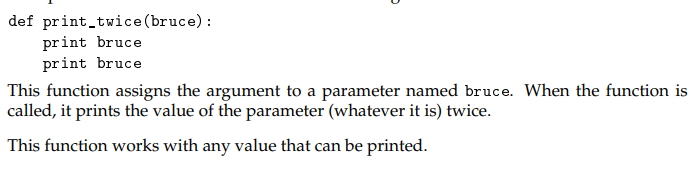 def print_twice(bruce):
    print bruce
    print bruce
This function assigns the argument to a parameter named bruce. When the function is
called, it prints the value of the parameter (whatever it is) twice.
This function works with any value that can be printed.